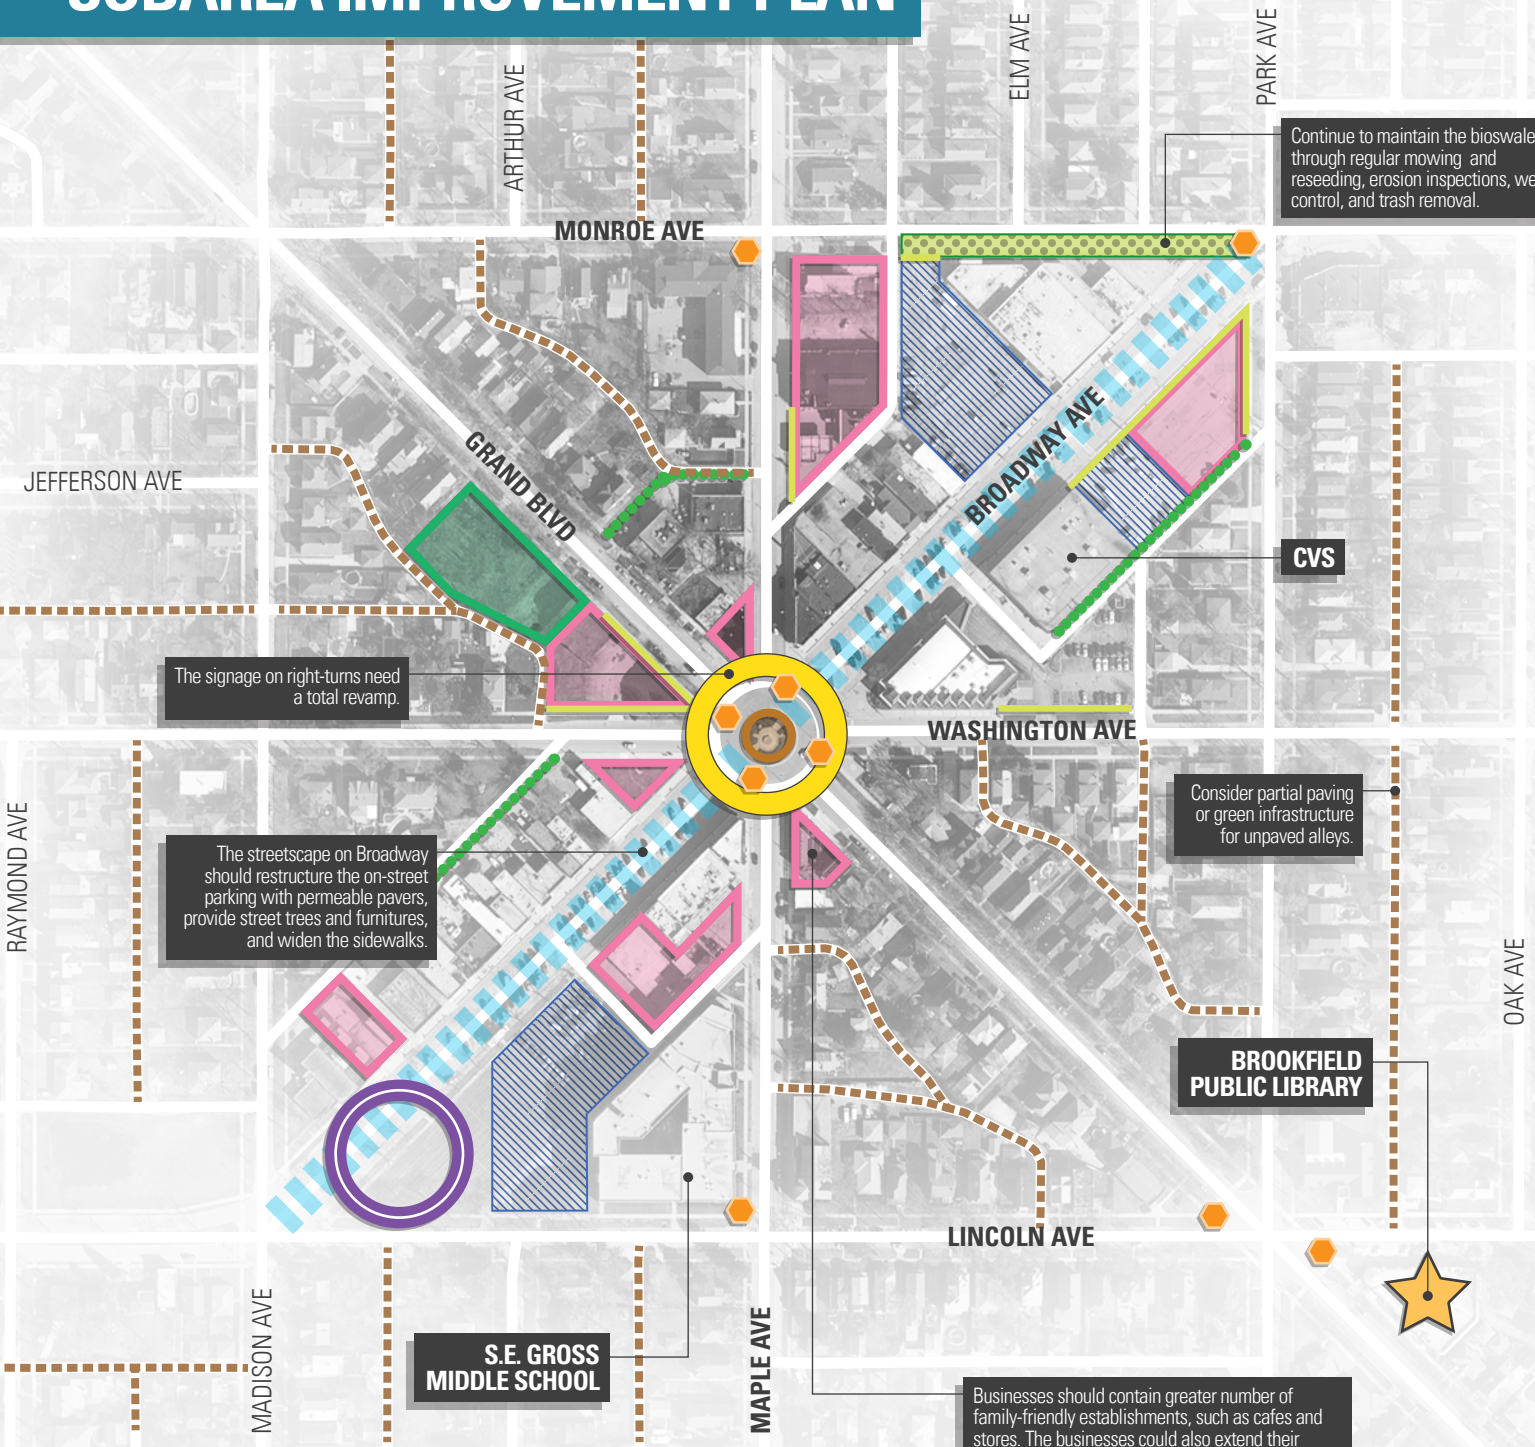 SUBAREA IMPROVEMENT PLAN
ELM AVE
PARK AVE
ARTHUR AVE
Continue to maintain the bioswale
through regular mowing and
reseeding, erosion inspections,
control, and trash removal.
MONROE AVE
JEFFERSON AVE
GRAND BLVD
BROADWAY AVE
CVS
The signage on right-turns need
a total revamp.
WASHINGTON AVE
Consider partial paving
or green infrastructure
for unpaved alleys.
RAYMOND AVE
The streetscape on Broadway
should restructure the on-street
parking with permeable pavers,
provide street trees and furnitures,
and widen the sidewalks.
OAK AVE
BROOKFIELD
PUBLIC LIBRARY
LINCOLN AVE
MADISON AVE
S.E. GROSS
MIDDLE SCHOOL
MAPLE AVE
Businesses should contain greater number of
family-friendly establishments, such as cafes and
stores. The businesses could also extend their